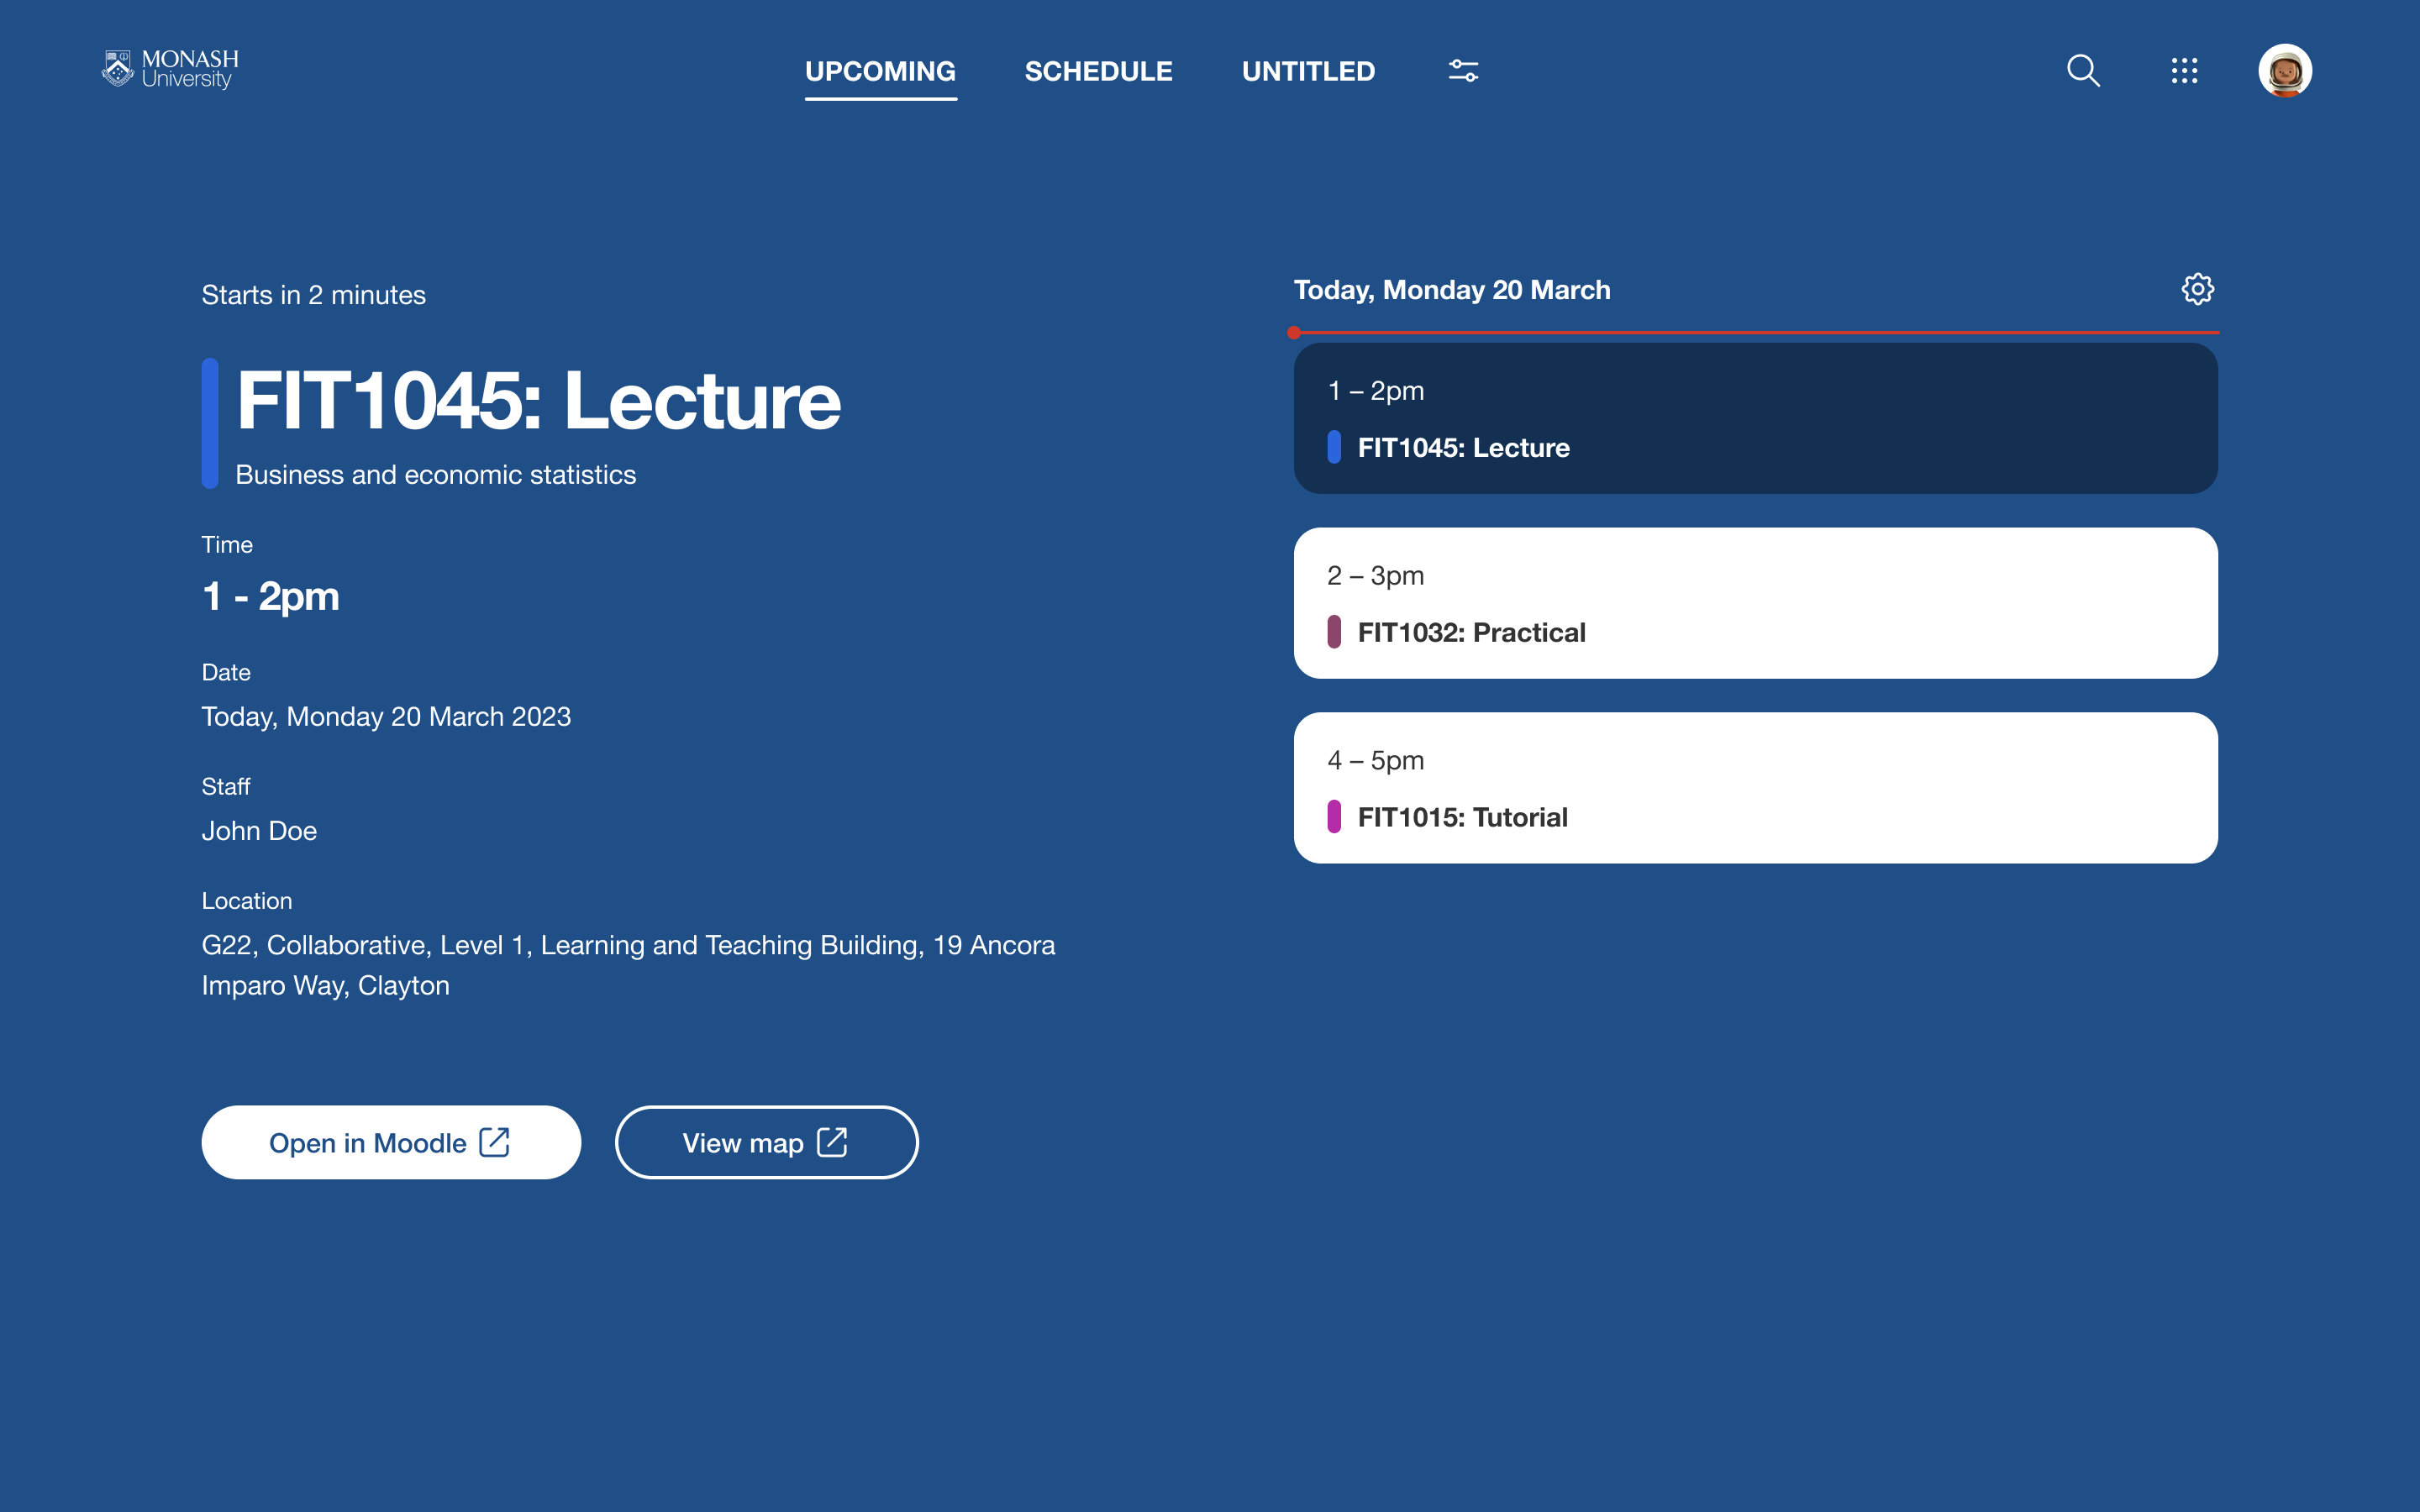 MONASH
University
UPCOMING
SCHEDULE
UNTITLED
Starts in 2 minutes
FIT1045: Lecture
Business and economic statistics
Time
1 - 2pm
Date
Today, Monday 20 March 2023
Staff
John Doe
Location
G22, Collaborative, Level 1, Learning and Teaching Building, 19 Ancora
Imparo Way, Clayton
Open in Moodle
View map
Today, Monday 20 March
1 – 2pm
FIT1045: Lecture
2 – 3pm
FIT1032: Practical
4 – 5pm
FIT1015: Tutorial